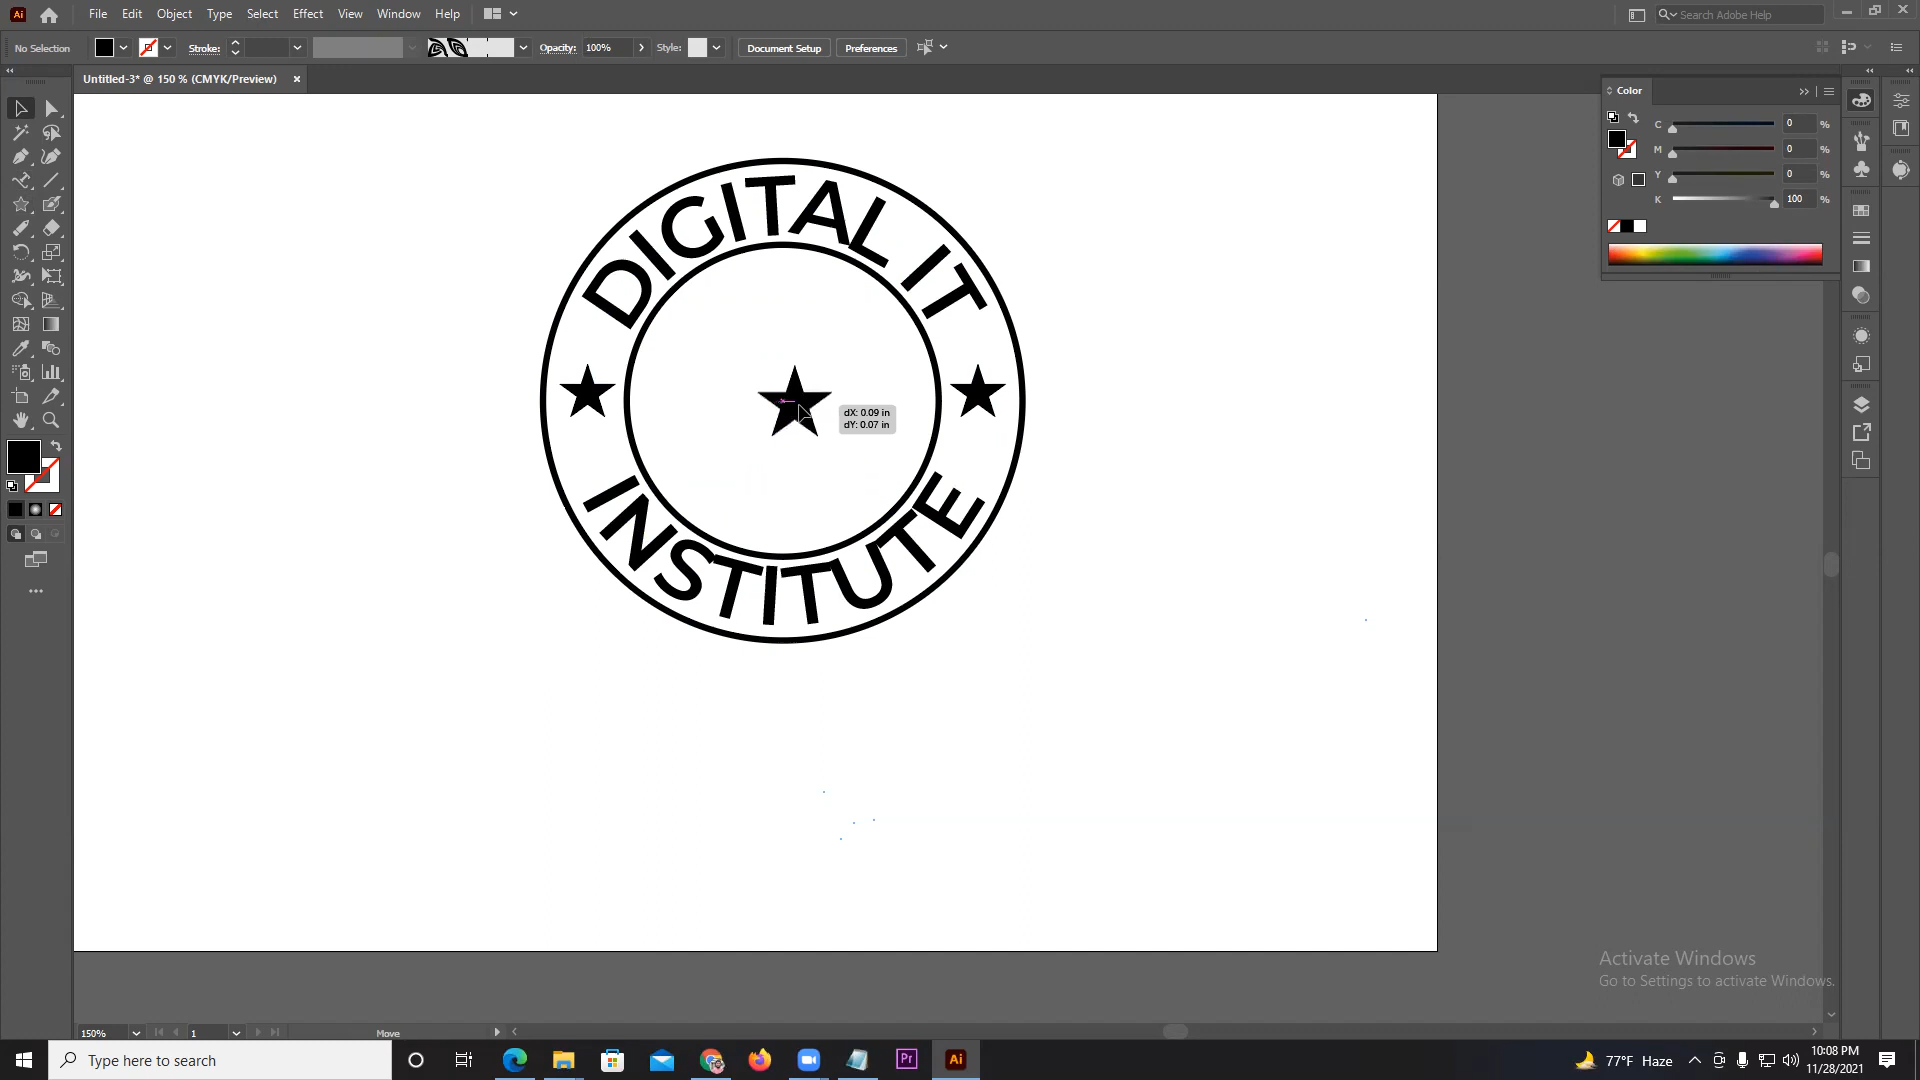 Ai
File Edit Object Type Select Effect View Window Help
Search Adobe Help
No Selection Stroke: Opacity: 100% Style: Document Setup Preferences
Untitled-3* @ 150 % (CMYK/Preview) ×
Color
C 0 %
M 0 %
Y 0 %
K 100 %
DIGITAL IT
dX: 0.09 in
dY: 0.07 in
INSTITUTE
Activate Windows
Go to Settings to activate Windows.
150% 1 Move
Type here to search
Pr
Ai
77°F Haze
10:08 PM
11/28/2021